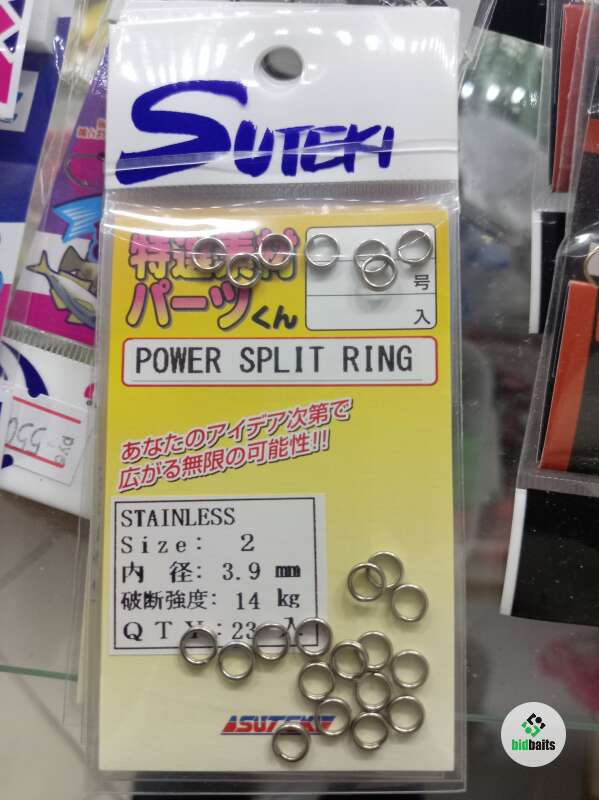 SUTEKI
特選素材
パーツくん
号
入
POWER SPLIT RING
あなたのアイデア次第で
広がる無限の可能性!!
STAINLESS
Size: 2
内 径: 3.9 mm
破断強度: 14 kg
Q T Y: 23 入
SUTEKI
bidbaits